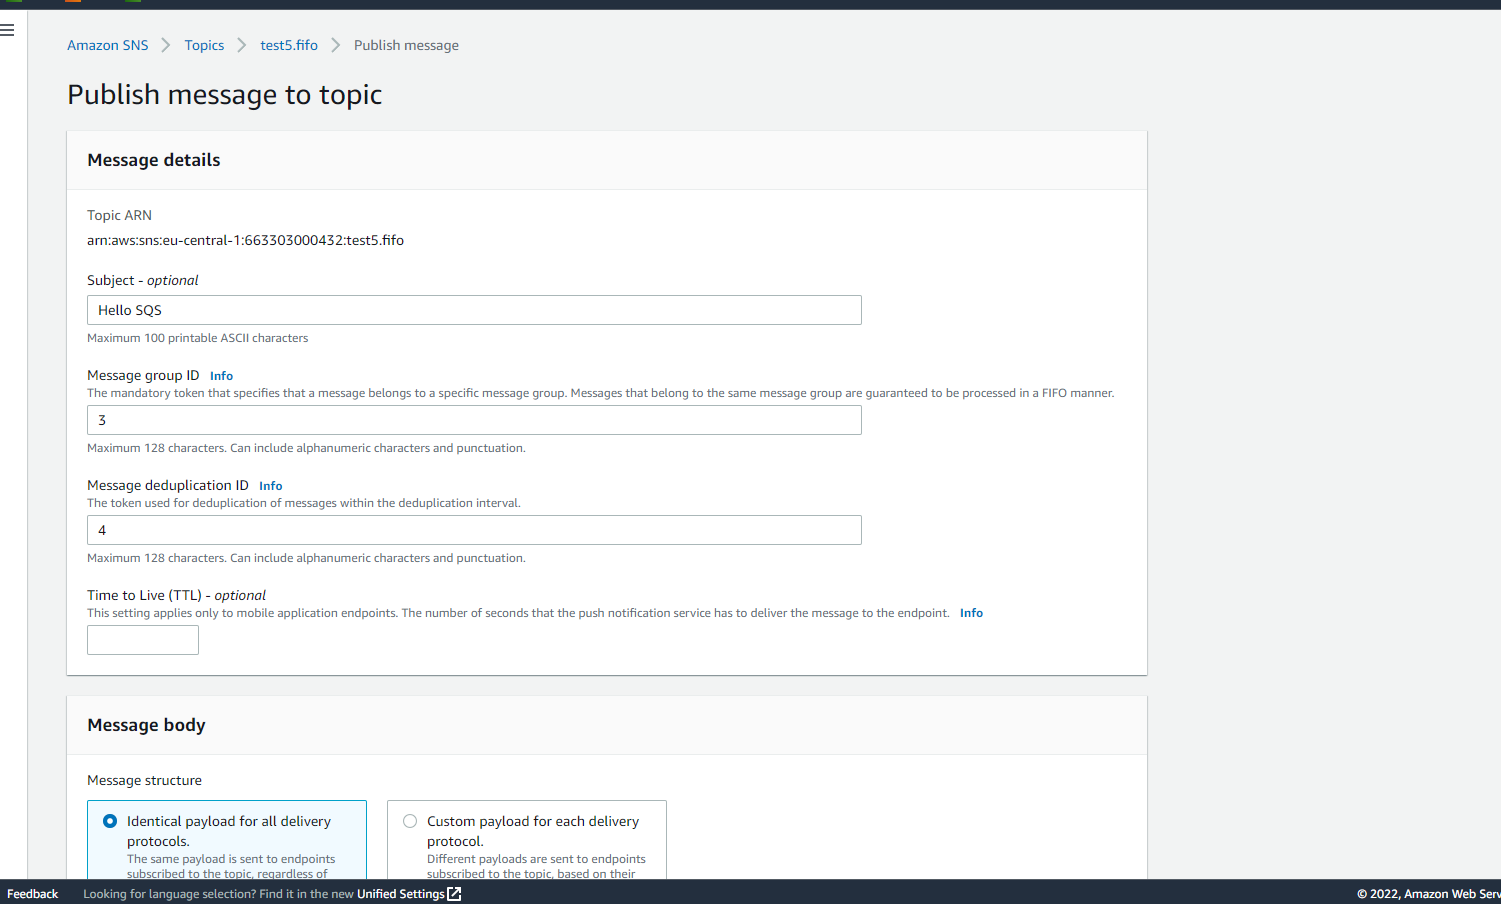 Amazon SNS > Topics > test5.fifo > Publish message
Publish message to topic
Message details
Topic ARN
arn:aws:sns:eu-central-1:663303000432:test5.fifo
Subject - optional
Hello SQS
Maximum 100 printable ASCII characters
Message group ID Info
The mandatory token that specifies that a message belongs to a specific message group. Messages that belong to the same message group are guaranteed to be processed in a FIFO manner.
3
Maximum 128 characters. Can include alphanumeric characters and punctuation.
Message deduplication ID Info
The token used for deduplication of messages within the deduplication interval.
4
Maximum 128 characters. Can include alphanumeric characters and punctuation.
Time to Live (TTL) - optional
This setting applies only to mobile application endpoints. The number of seconds that the push notification service has to deliver the message to the endpoint. Info
Message body
Message structure
Identical payload for all delivery
protocols.
The same payload is sent to endpoints
subscribed to the topic, regardless of
Custom payload for each delivery
protocol.
Different payloads are sent to endpoints
subscribed to the topic, based on their
Feedback Looking for language selection? Find it in the new Unified Settings © 2022, Amazon Web Serv